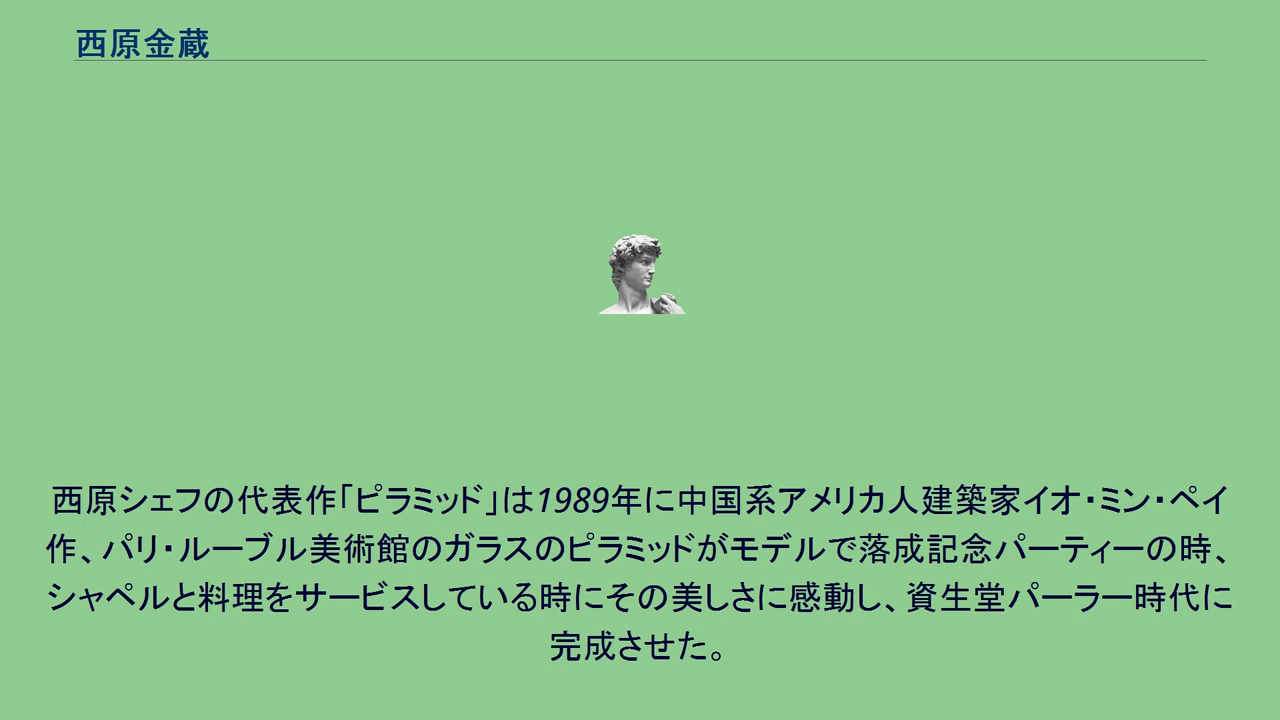 西原金蔵
西原シェフの代表作「ピラミッド」は1989年に中国系アメリカ人建築家イオ・ミン・ペイ
作、パリ・ルーブル美術館のガラスのピラミッドがモデルで落成記念パーティーの時、
シャペルと料理をサービスしている時にその美しさに感動し、資生堂パーラー時代に
完成させた。